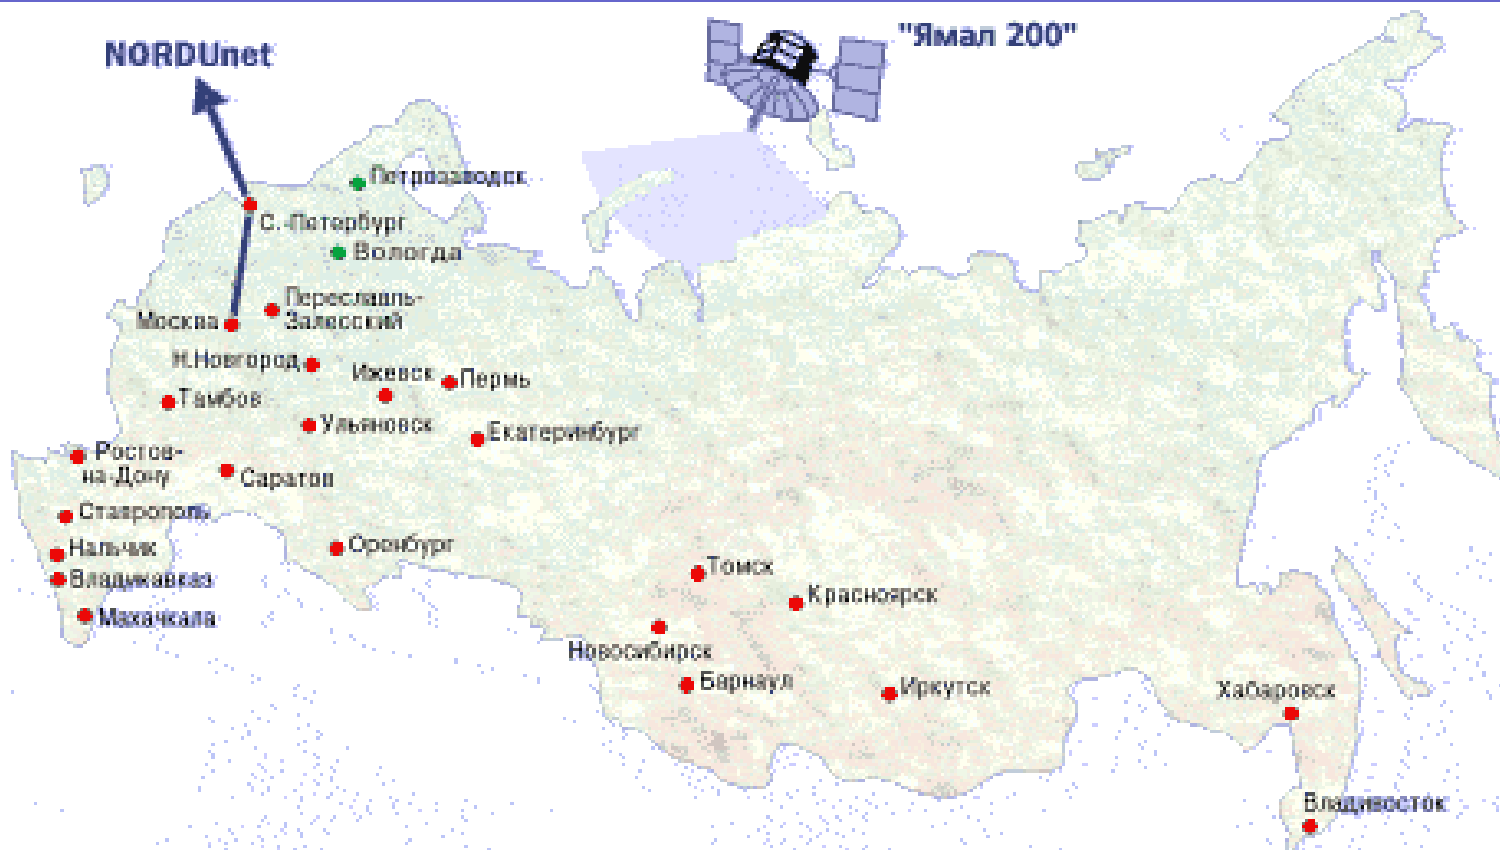 "Ямал 200"
NORDUnet
Петрозаводск
С.-Петербург
Вологда
Переславль-
Залесский
Москва
Н.Новгород
Ижевск
Пермь
Тамбов
Ульяновск
Екатеринбург
Ростов-
на-Дону
Саратов
Ставрополь
Нальчик
Оренбург
Владикавказ
Махачкала
Томск
Красноярск
Новосибирск
Барнаул
Иркутск
Хабаровск
Владивосток